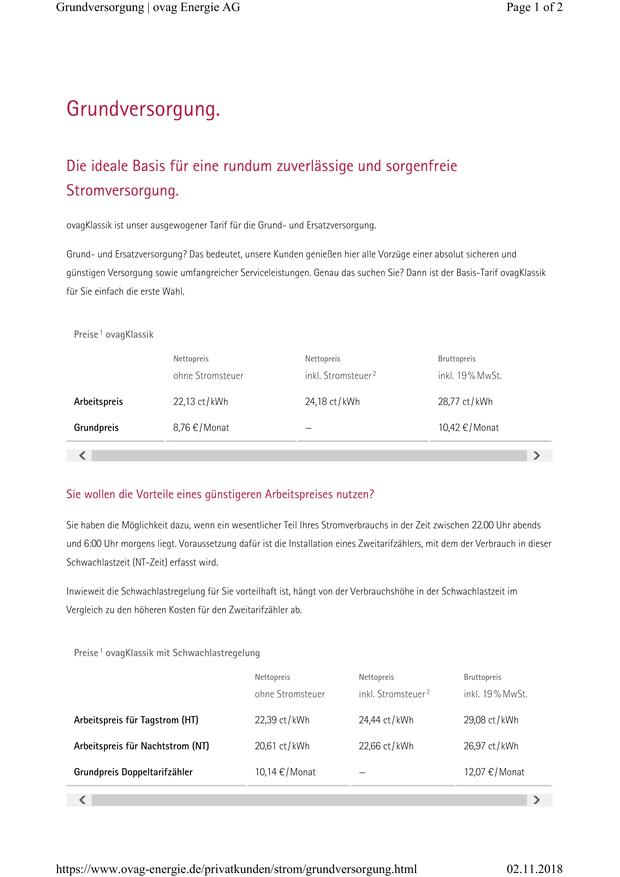 Grundversorgung | ovag Energie AG Page 1 of 2
Grundversorgung.
Die ideale Basis für eine rundum zuverlässige und sorgenfreie
Stromversorgung.
ovagKlassik ist unser ausgewogener Tarif für die Grund- und Ersatzversorgung.
Grund- und Ersatzversorgung? Das bedeutet, unsere Kunden genießen hier alle Vorzüge einer absolut sicheren und
günstigen Versorgung sowie umfangreicher Serviceleistungen. Genau das suchen Sie? Dann ist der Basis-Tarif ovagKlassik
für Sie einfach die erste Wahl.
Preise ¹ ovagKlassik
Nettopreis Nettopreis Bruttopreis
ohne Stromsteuer inkl. Stromsteuer ² inkl. 19 % MwSt.
Arbeitspreis 22,13 ct / kWh 24,18 ct / kWh 28,77 ct / kWh
Grundpreis 8,76 € / Monat – 10,42 € / Monat
Sie wollen die Vorteile eines günstigeren Arbeitspreises nutzen?
Sie haben die Möglichkeit dazu, wenn ein wesentlicher Teil Ihres Stromverbrauchs in der Zeit zwischen 22.00 Uhr abends
und 6:00 Uhr morgens liegt. Voraussetzung dafür ist die Installation eines Zweitarifzählers, mit dem der Verbrauch in dieser
Schwachlastzeit (NT-Zeit) erfasst wird.
Inwieweit die Schwachlastregelung für Sie vorteilhaft ist, hängt von der Verbrauchshöhe in der Schwachlastzeit im
Vergleich zu den höheren Kosten für den Zweitarifzähler ab.
Preise ¹ ovagKlassik mit Schwachlastregelung
Nettopreis Nettopreis Bruttopreis
ohne Stromsteuer inkl. Stromsteuer ² inkl. 19 % MwSt.
Arbeitspreis für Tagstrom (HT) 22,39 ct / kWh 24,44 ct / kWh 29,08 ct / kWh
Arbeitspreis für Nachtstrom (NT) 20,61 ct / kWh 22,66 ct / kWh 26,97 ct / kWh
Grundpreis Doppeltarifzähler 10,14 € / Monat – 12,07 € / Monat
https://www.ovag-energie.de/privatkunden/strom/grundversorgung.html 02.11.2018